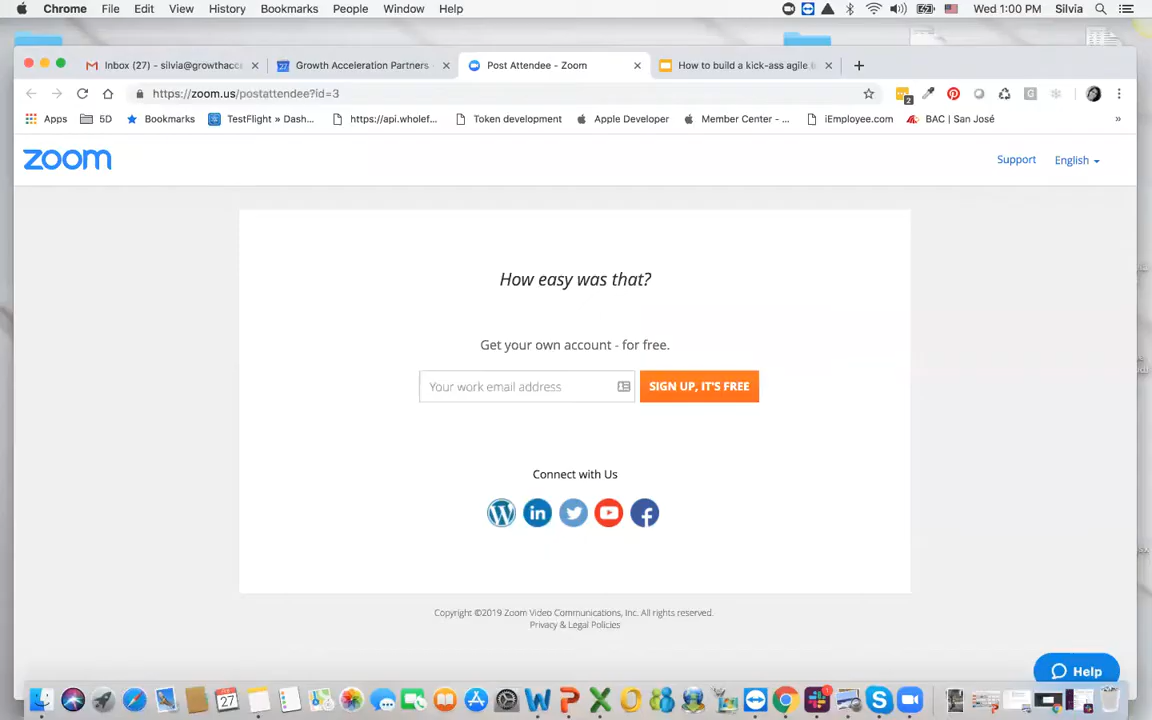 Chrome File Edit View History Bookmarks People Window Help Wed 1:00 PM Silvia
Inbox (27) - silvia@growthacc Growth Acceleration Partners - Post Attendee - Zoom How to build a kick-ass agile
https://zoom.us/postattendee?id=3 2 G
Apps 5D Bookmarks TestFlight » Dash... https://api.wholef... Token development Apple Developer Member Center - ... iEmployee.com BAC | San José »
zoom Support English
How easy was that?
Get your own account - for free.
Your work email address SIGN UP, IT'S FREE
Connect with Us
Copyright ©2019 Zoom Video Communications, Inc. All rights reserved.
Privacy & Legal Policies
Help
27
1